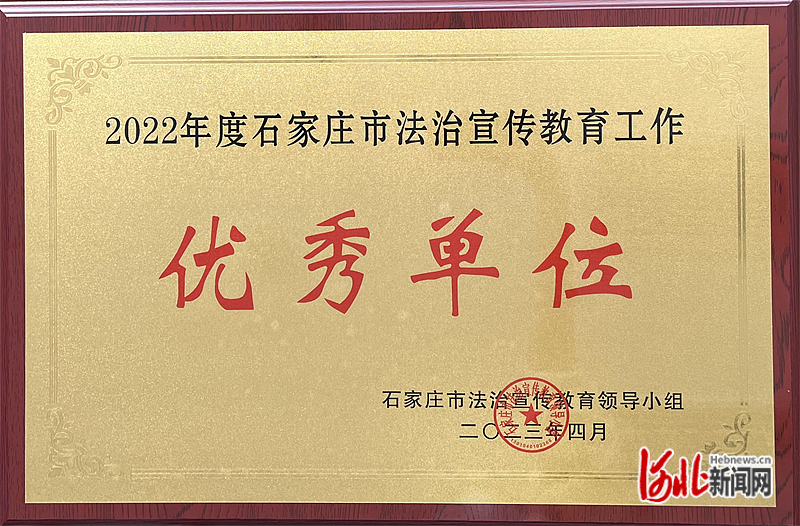 2022年度石家庄市法治宣传教育工作
优秀单位
石家庄市法治宣传教育领导小组
二〇二三年四月
Hebnews.cn
河北新闻网